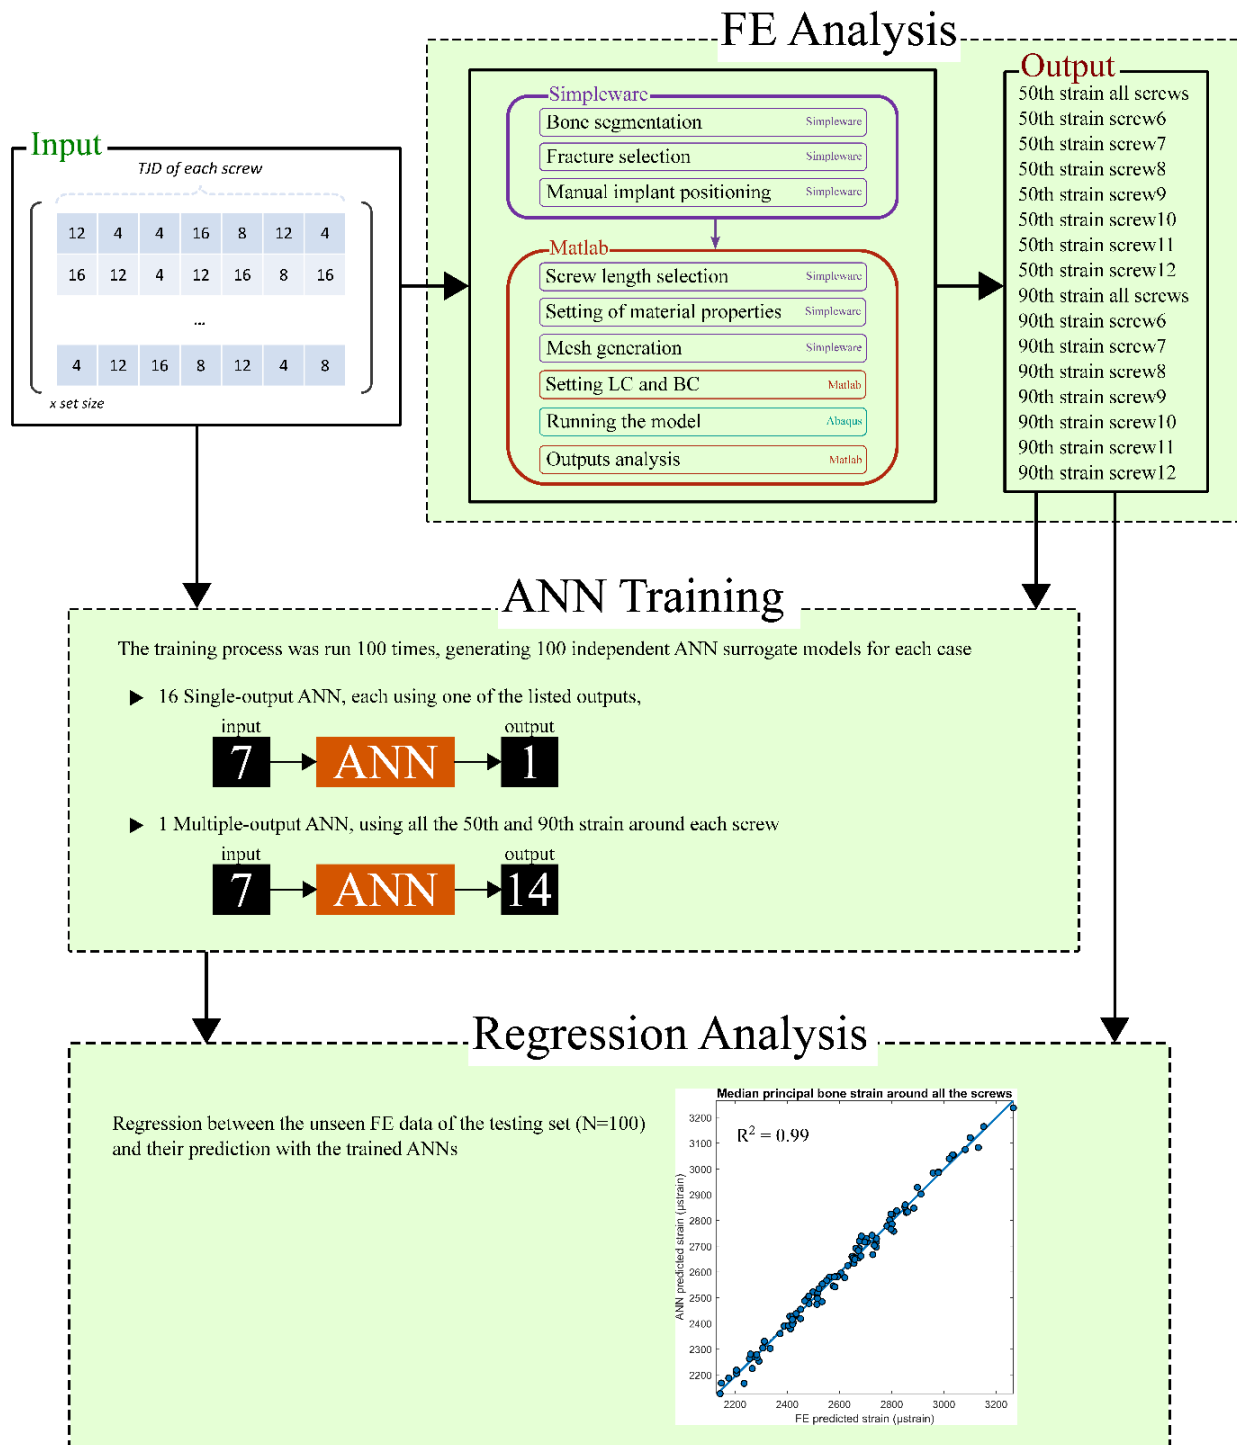 FE Analysis
Input
TJD of each screw
12 4 4 16 8 12 4
16 12 4 12 16 8 16
...
4 12 16 8 12 4 8
x set size
Simpleware
Bone segmentation Simpleware
Fracture selection Simpleware
Manual implant positioning Simpleware
Matlab
Screw length selection Simpleware
Setting of material properties Simpleware
Mesh generation Simpleware
Setting LC and BC Matlab
Running the model Abaqus
Outputs analysis Matlab
Output
50th strain all screws
50th strain screw6
50th strain screw7
50th strain screw8
50th strain screw9
50th strain screw10
50th strain screw11
50th strain screw12
90th strain all screws
90th strain screw6
90th strain screw7
90th strain screw8
90th strain screw9
90th strain screw10
90th strain screw11
90th strain screw12
ANN Training
The training process was run 100 times, generating 100 independent ANN surrogate models for each case
16 Single-output ANN, each using one of the listed outputs,
input output
7 ANN 1
1 Multiple-output ANN, using all the 50th and 90th strain around each screw
input output
7 ANN 14
Regression Analysis
Regression between the unseen FE data of the testing set (N=100)
and their prediction with the trained ANNs
Median principal bone strain around all the screws
R² = 0.99
ANN predicted strain (µstrain)
3200
3100
3000
2900
2800
2700
2600
2500
2400
2300
2200
2200 2400 2600 2800 3000 3200
FE predicted strain (µstrain)